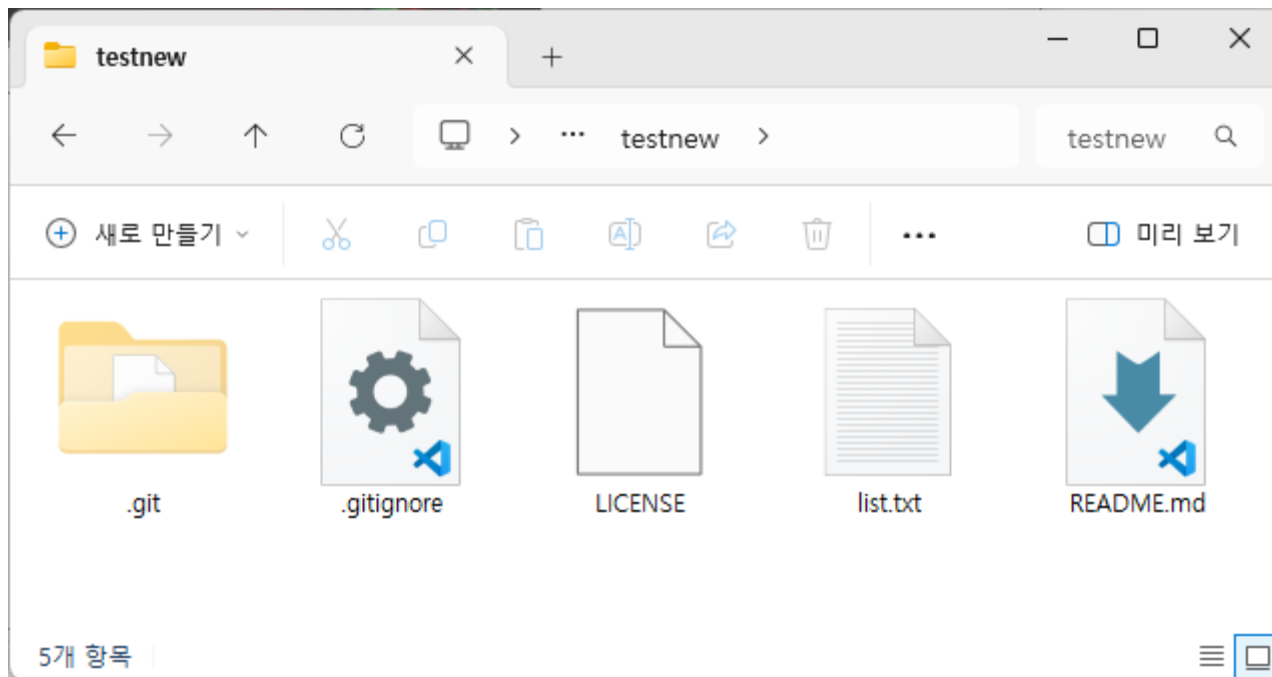 testnew
testnew
testnew
새로 만들기
미리 보기
.git
.gitignore
LICENSE
list.txt
README.md
5개 항목